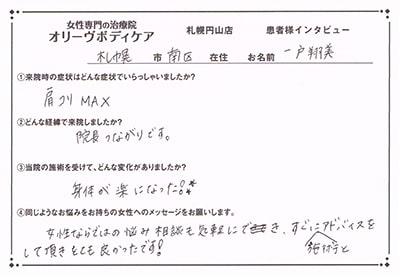 女性専門の治療院
オリーヴボディケア
札幌円山店
患者様インタビュー
札幌 市 南区 在住 お名前 一戸翔美
①来院時の症状はどんな症状でいらっしゃいましたか?
肩コリ MAX
②どんな経緯で来院しましたか?
院長つながりです。
③当院の施術を受けて、どんな変化がありましたか?
身体が楽になった!
④同じようなお悩みをお持ちの女性へのメッセージをお願いします。
女性ならではの悩み相談も気軽にでき、すぐにアドバイスを
施術と
して頂きとても良かったです!